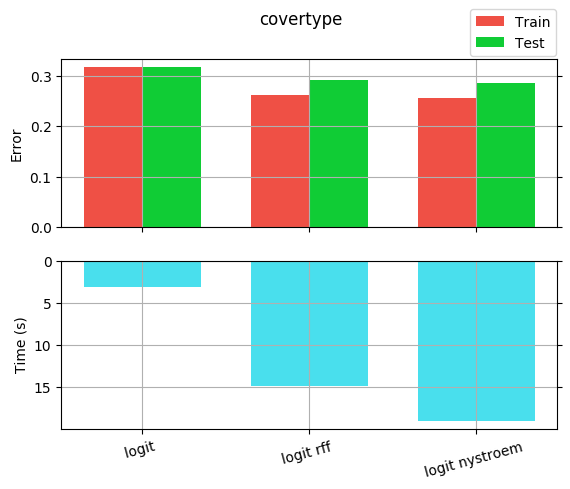 covertype
Train
Test
0.3
0.2
0.1
0.0
Error
0
5
10
15
Time (s)
logit
logit rff
logit nystroem